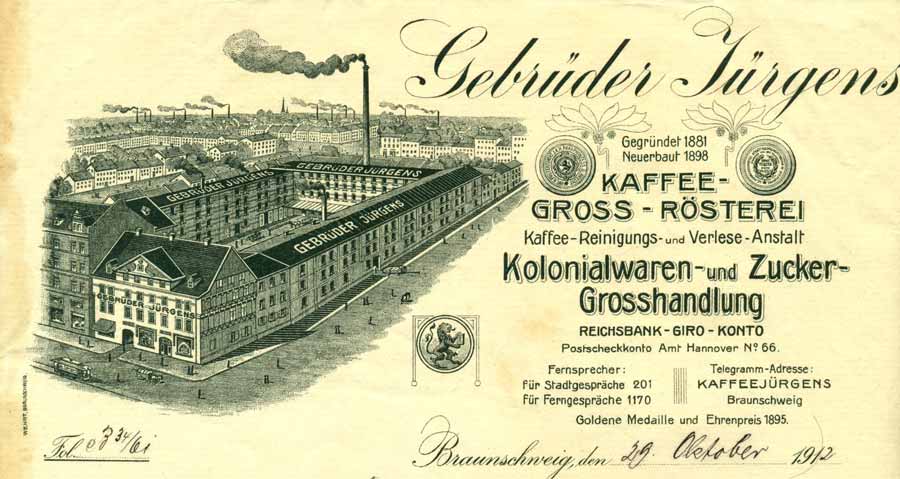 Gebrüder Jürgens
Gegründet 1881
Neuerbaut 1898
KAFFEE-
GROSS-RÖSTEREI
Kaffee-Reinigungs- und Verlese-Anstalt
Kolonialwaren- und Zucker-
Grosshandlung
REICHSBANK-GIRO-KONTO
Postscheckkonto Amt Hannover No 66.
Fernsprecher:
für Stadtgespräche 201
für Ferngespräche 1170
Telegramm-Adresse:
KAFFEEJÜRGENS
Braunschweig
Goldene Medaille und Ehrenpreis 1895.
GEBRÜDER JÜRGENS
GEBRÜDER JÜRGENS
GEBRÜDER JÜRGENS
GEBRÜDER JÜRGENS
Fol.
Braunschweig, den 29. Oktober 1912